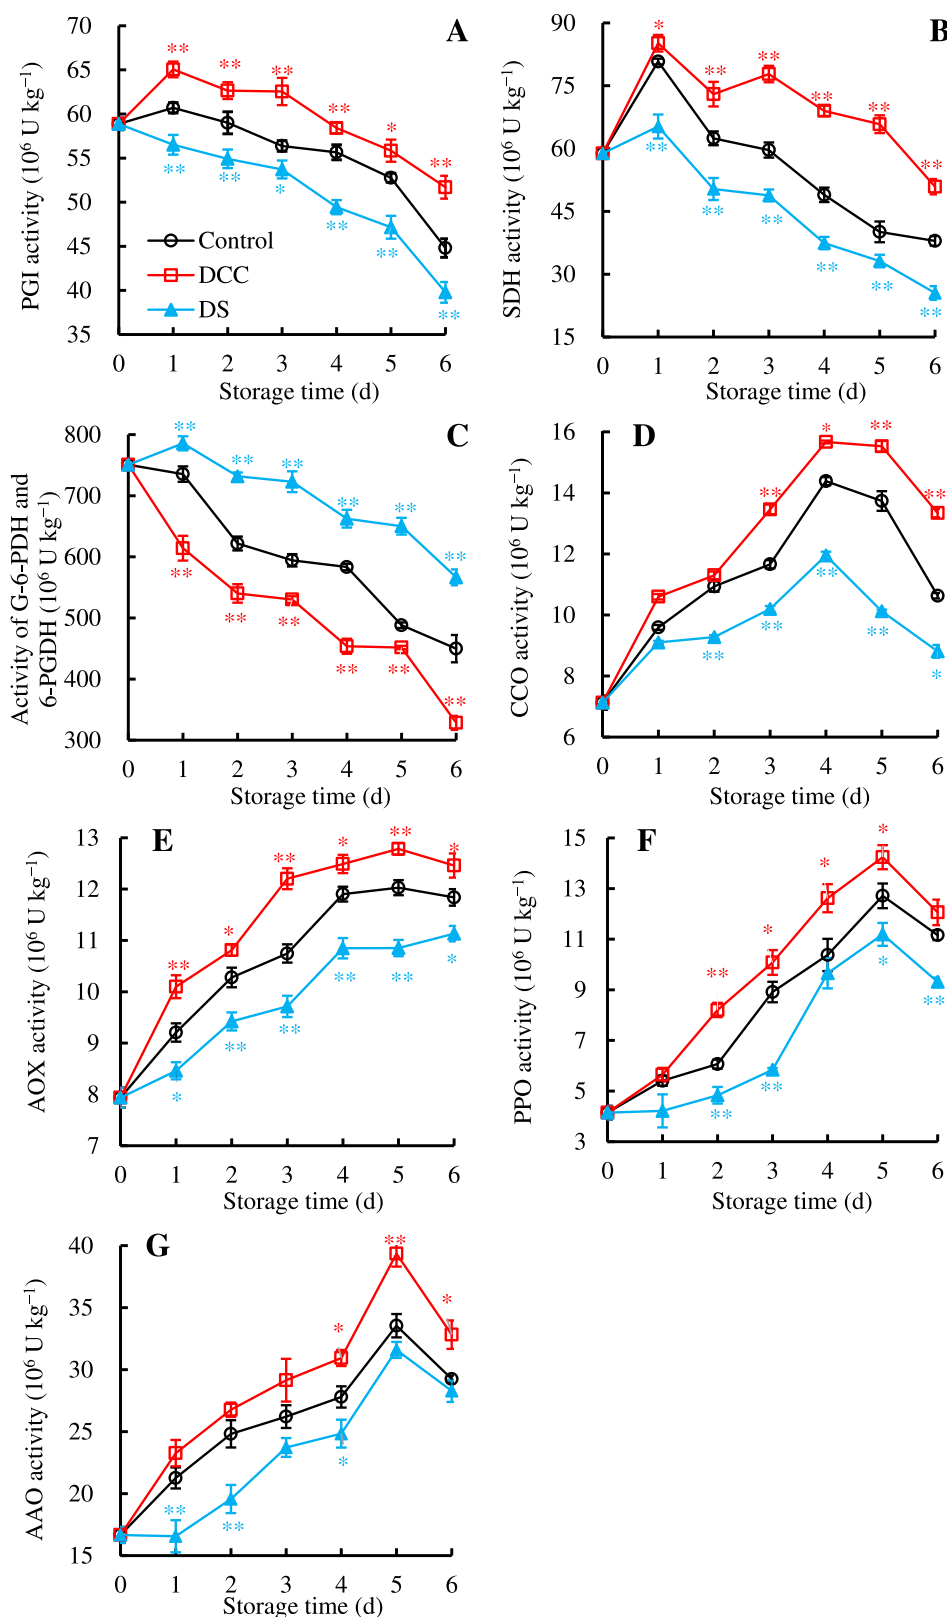 A
PGI activity (10⁶ U kg⁻¹)
70
65
60
55
50
45
40
35
** ** ** ** * **
** ** * ** ** **
Control
DCC
DS
0 1 2 3 4 5 6
Storage time (d)
B
SDH activity (10⁶ U kg⁻¹)
90
75
60
45
30
15
* ** ** ** ** **
** ** ** ** ** **
0 1 2 3 4 5 6
Storage time (d)
C
Activity of G-6-PDH and
6-PGDH (10⁶ U kg⁻¹)
800
700
600
500
400
300
** ** ** ** ** **
** ** ** ** ** **
0 1 2 3 4 5 6
Storage time (d)
D
CCO activity (10⁶ U kg⁻¹)
16
14
12
10
8
6
** * ** **
** ** ** ** *
0 1 2 3 4 5 6
Storage time (d)
E
AOX activity (10⁶ U kg⁻¹)
13
12
11
10
9
8
7
** * ** * ** *
* ** ** ** ** *
0 1 2 3 4 5 6
Storage time (d)
F
PPO activity (10⁶ U kg⁻¹)
15
13
11
9
7
5
3
** * * *
** ** * **
0 1 2 3 4 5 6
Storage time (d)
G
AAO activity (10⁶ U kg⁻¹)
40
35
30
25
20
15
* ** *
** ** *
0 1 2 3 4 5 6
Storage time (d)